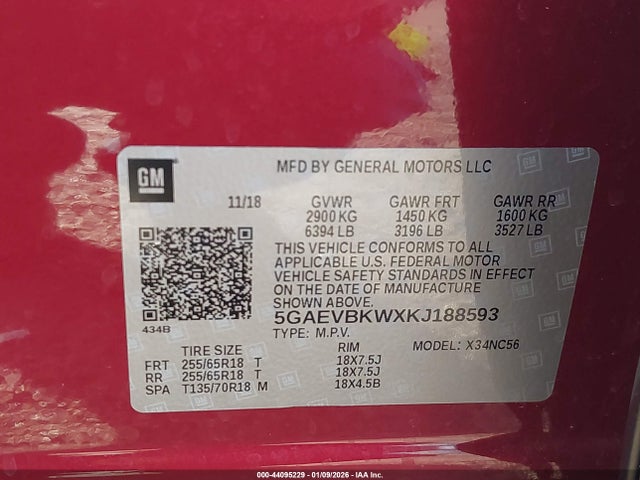 GM
MFD BY GENERAL MOTORS LLC
11/18 GVWR GAWR FRT GAWR RR
2900 KG 1450 KG 1600 KG
6394 LB 3196 LB 3527 LB
THIS VEHICLE CONFORMS TO ALL
APPLICABLE U.S. FEDERAL MOTOR
VEHICLE SAFETY STANDARDS IN EFFECT
ON THE DATE OF MANUFACTURE
SHOWN ABOVE.
434B
5GAEVBKWXKJ188593
TYPE: M.P.V. MODEL: X34NC56
TIRE SIZE RIM
FRT 255/65R18 T 18X7.5J
RR 255/65R18 T 18X7.5J
SPA T135/70R18 M 18X4.5B
000-44095229 - 01/09/2026 - IAA Inc.